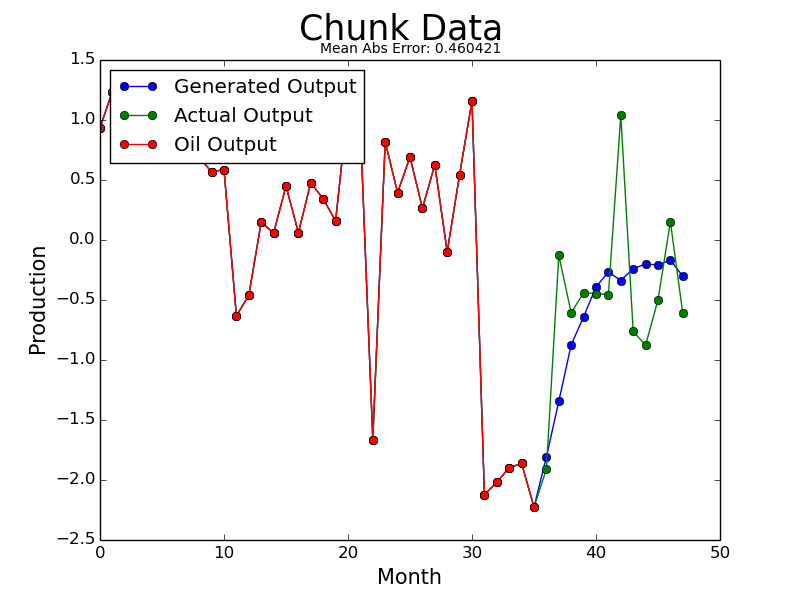 Chunk Data
Mean Abs Error: 0.460421
Generated Output
Actual Output
Oil Output
1.5
1.0
0.5
0.0
−0.5
−1.0
−1.5
−2.0
−2.5
Production
0 10 20 30 40 50
Month